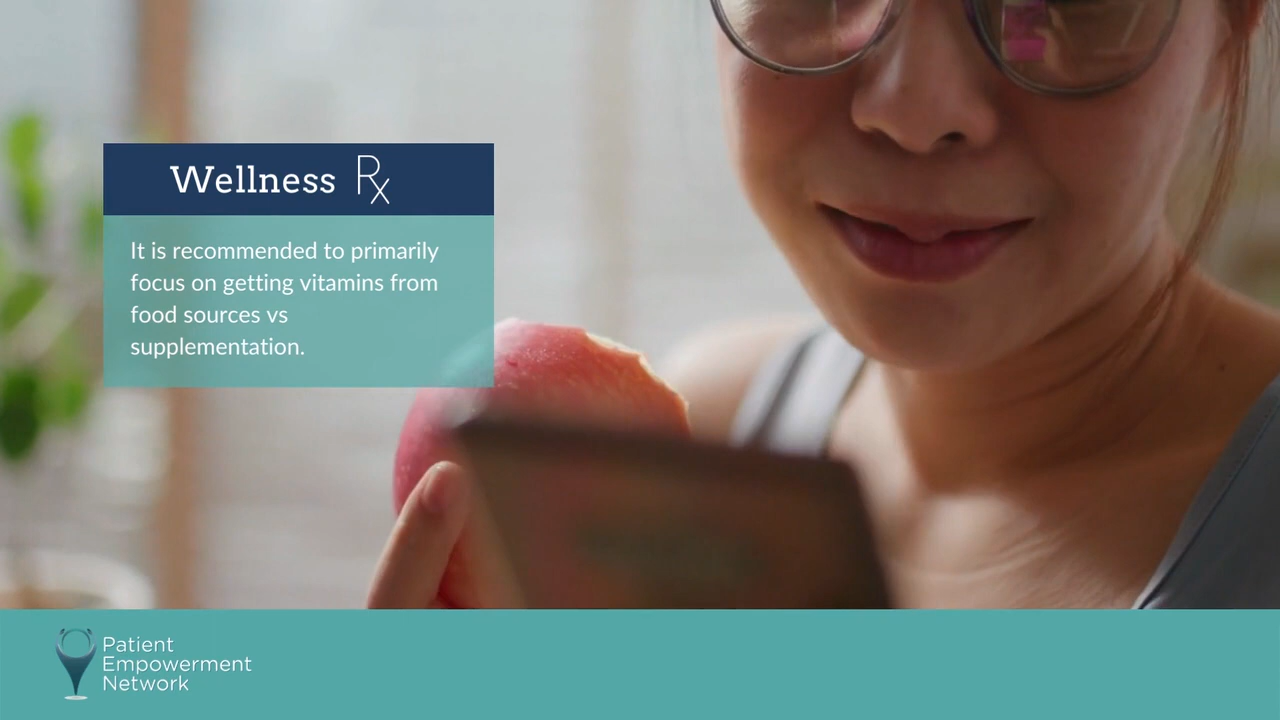 Wellness Rx
It is recommended to primarily
focus on getting vitamins from
food sources vs
supplementation.
Patient
Empowerment
Network